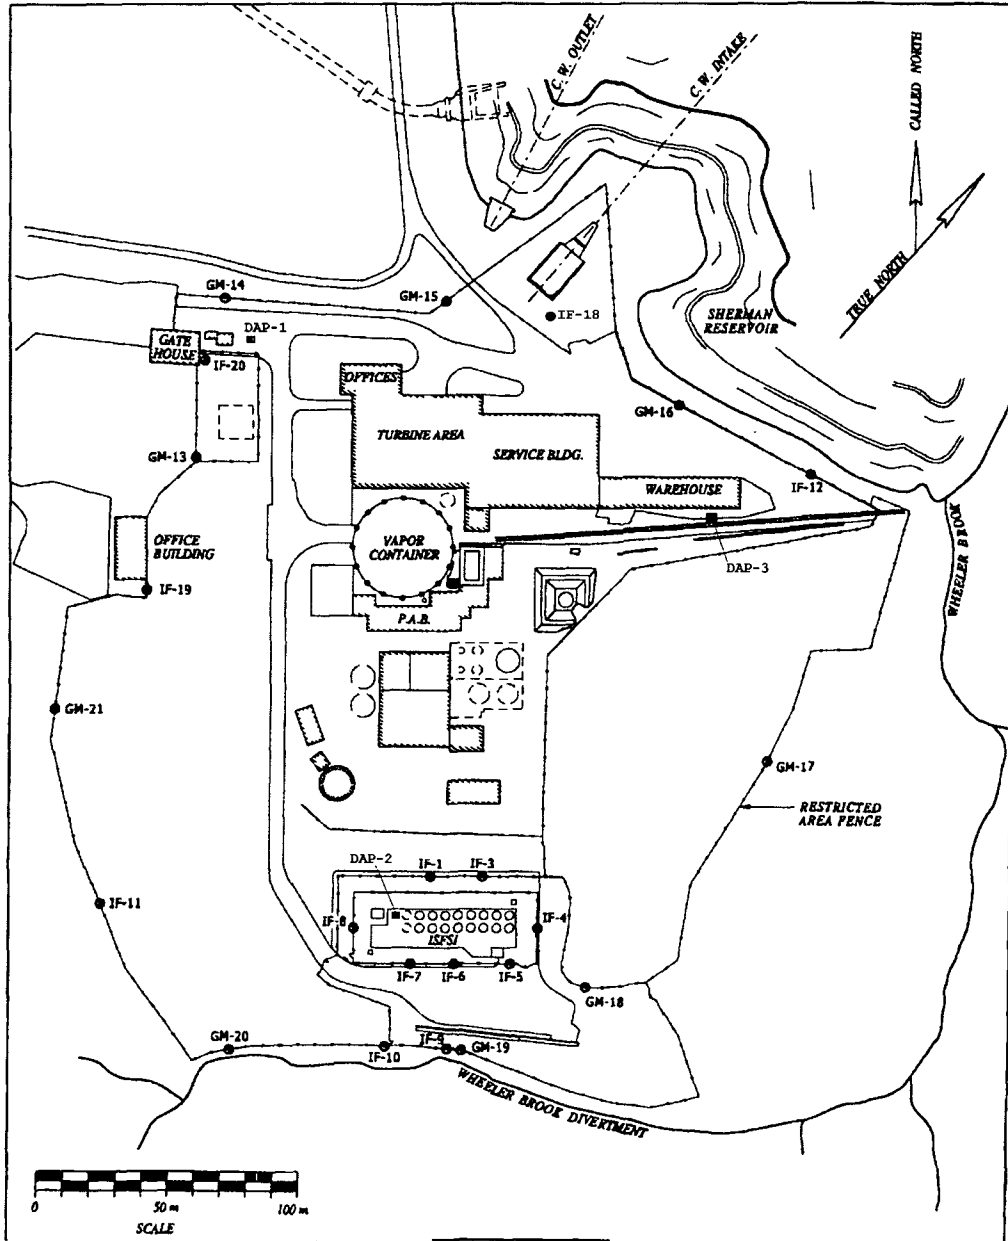 C.W. OUTLET
C.W. INTAKE
CALLED NORTH
TRUE NORTH
GM-14
GM-15
IF-18
SHERMAN
RESERVOIR
DAP-1
GATE
HOUSE
IF-20
OFFICES
GM-16
TURBINE AREA
SERVICE BLDG.
GM-13
IF-12
WAREHOUSE
OFFICE
BUILDING
VAPOR
CONTAINER
DAP-3
WHEELER BROOK
IF-19
P.A.B.
GM-21
GM-17
RESTRICTED
AREA FENCE
DAP-2
IF-1
IF-3
IF-11
IF-8
IF-4
ISFSI
IF-7
IF-6
IF-5
GM-18
GM-20
IF-10
IF-9
GM-19
WHEELER BROOK DIVERTMENT
0
50 m
100 m
SCALE